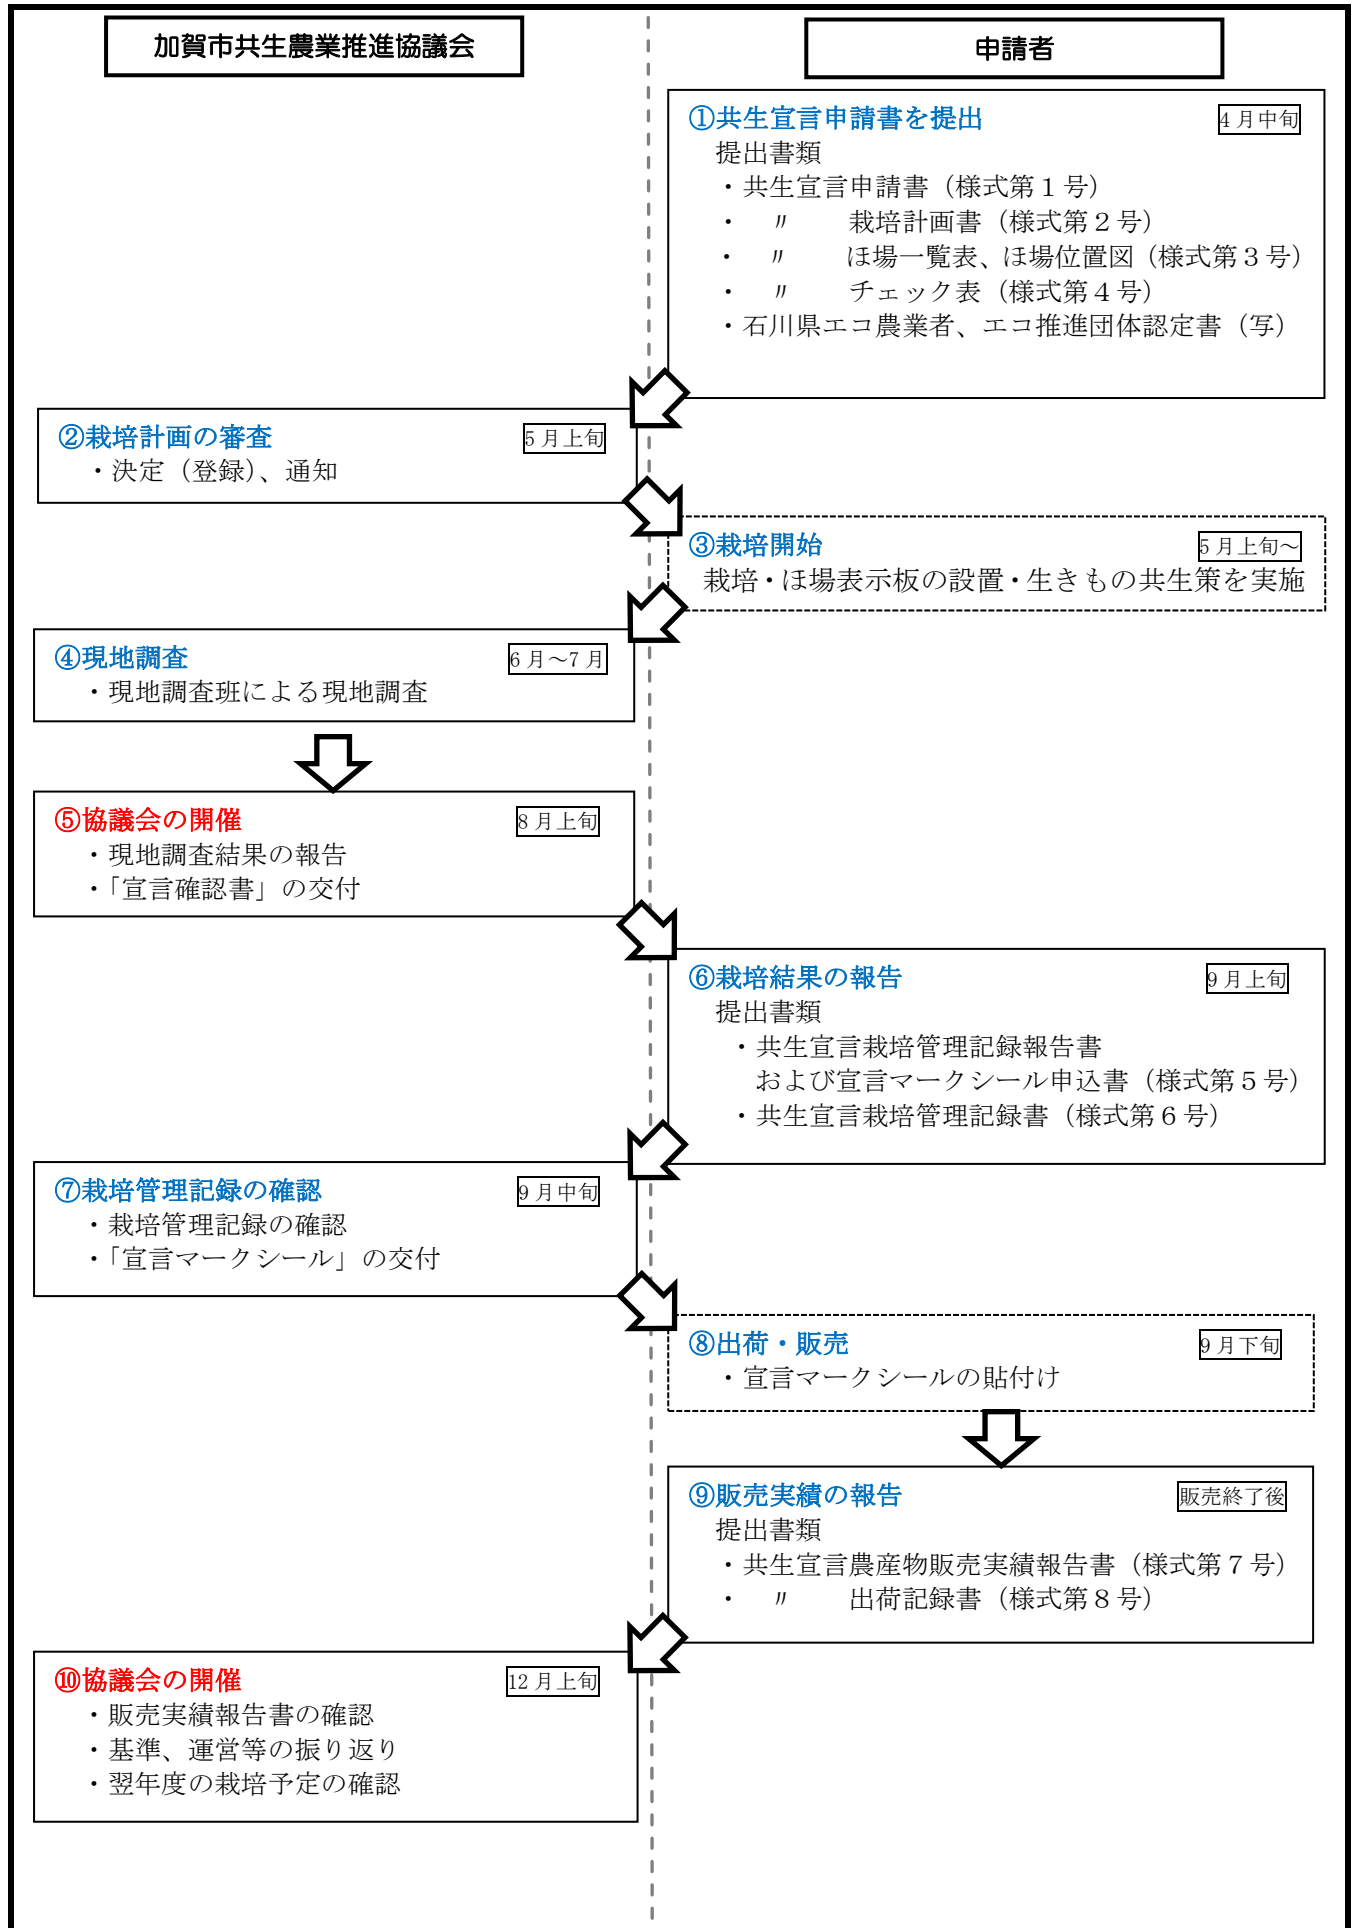 加賀市共生農業推進協議会
申請者
①共生宣言申請書を提出
4月中旬
提出書類
・共生宣言申請書（様式第1号）
・　〃　　栽培計画書（様式第2号）
・　〃　　ほ場一覧表、ほ場位置図（様式第3号）
・　〃　　チェック表（様式第4号）
・石川県エコ農業者、エコ推進団体認定書（写）
②栽培計画の審査
5月上旬
・決定（登録）、通知
③栽培開始
5月上旬～
栽培・ほ場表示板の設置・生きもの共生策を実施
④現地調査
6月～7月
・現地調査班による現地調査
⑤協議会の開催
8月上旬
・現地調査結果の報告
・「宣言確認書」の交付
⑥栽培結果の報告
9月上旬
提出書類
・共生宣言栽培管理記録報告書
および宣言マークシール申込書（様式第5号）
・共生宣言栽培管理記録書（様式第6号）
⑦栽培管理記録の確認
9月中旬
・栽培管理記録の確認
・「宣言マークシール」の交付
⑧出荷・販売
9月下旬
・宣言マークシールの貼付け
⑨販売実績の報告
販売終了後
提出書類
・共生宣言農産物販売実績報告書（様式第7号）
・　〃　　出荷記録書（様式第8号）
⑩協議会の開催
12月上旬
・販売実績報告書の確認
・基準、運営等の振り返り
・翌年度の栽培予定の確認